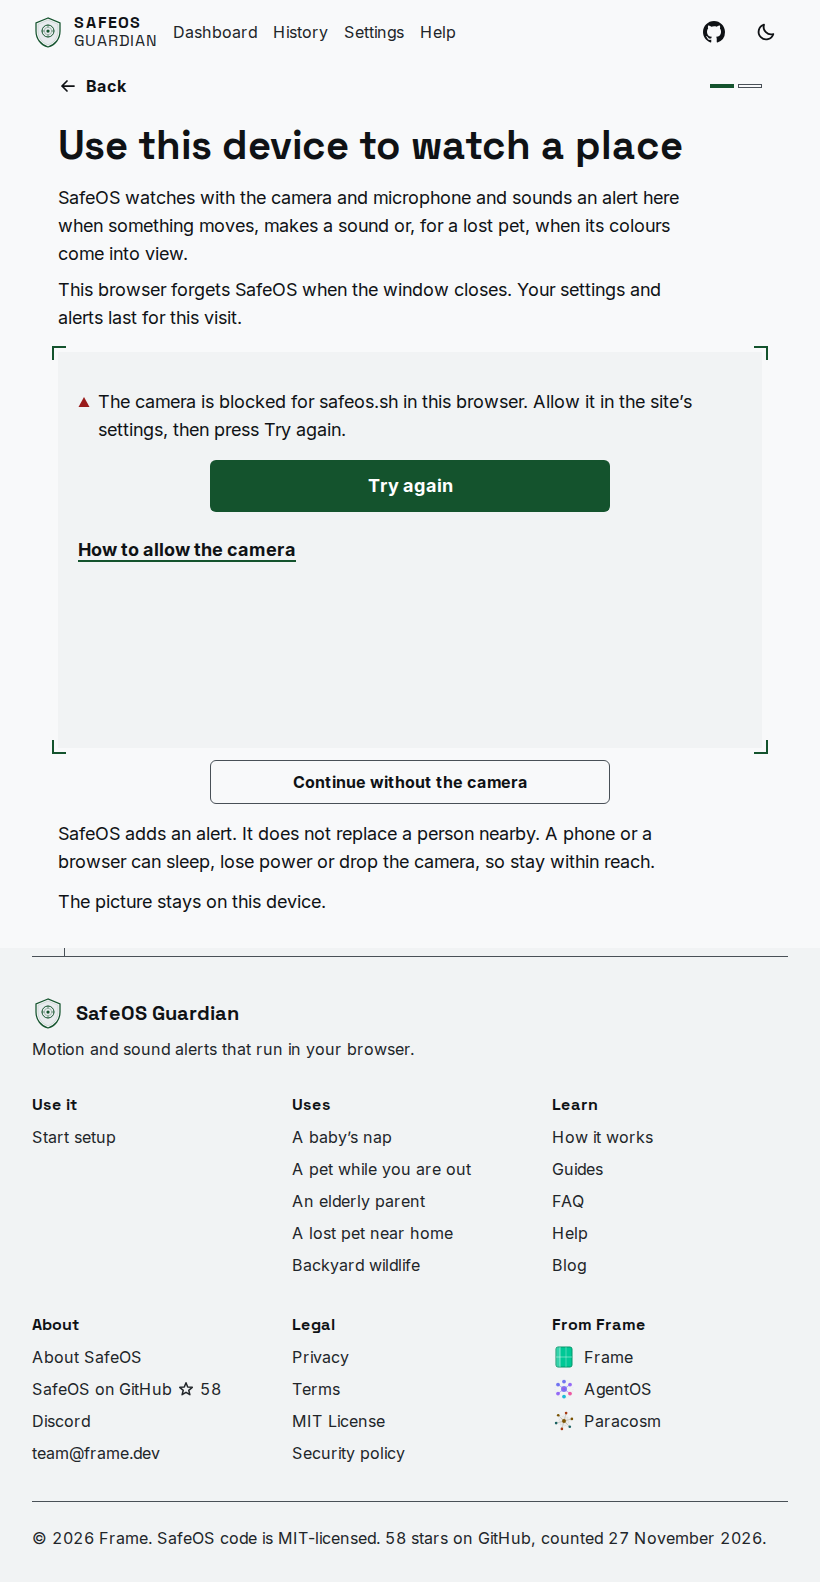 SAFEOS
GUARDIAN
Dashboard History Settings Help
Back
Use this device to watch a place
SafeOS watches with the camera and microphone and sounds an alert here
when something moves, makes a sound or, for a lost pet, when its colours
come into view.
This browser forgets SafeOS when the window closes. Your settings and
alerts last for this visit.
The camera is blocked for safeos.sh in this browser. Allow it in the site’s
settings, then press Try again.
Try again
How to allow the camera
Continue without the camera
SafeOS adds an alert. It does not replace a person nearby. A phone or a
browser can sleep, lose power or drop the camera, so stay within reach.
The picture stays on this device.
SafeOS Guardian
Motion and sound alerts that run in your browser.
Use it
Start setup
Uses
A baby’s nap
A pet while you are out
An elderly parent
A lost pet near home
Backyard wildlife
Learn
How it works
Guides
FAQ
Help
Blog
About
About SafeOS
SafeOS on GitHub ☆ 58
Discord
team@frame.dev
Legal
Privacy
Terms
MIT License
Security policy
From Frame
Frame
AgentOS
Paracosm
© 2026 Frame. SafeOS code is MIT-licensed. 58 stars on GitHub, counted 27 November 2026.